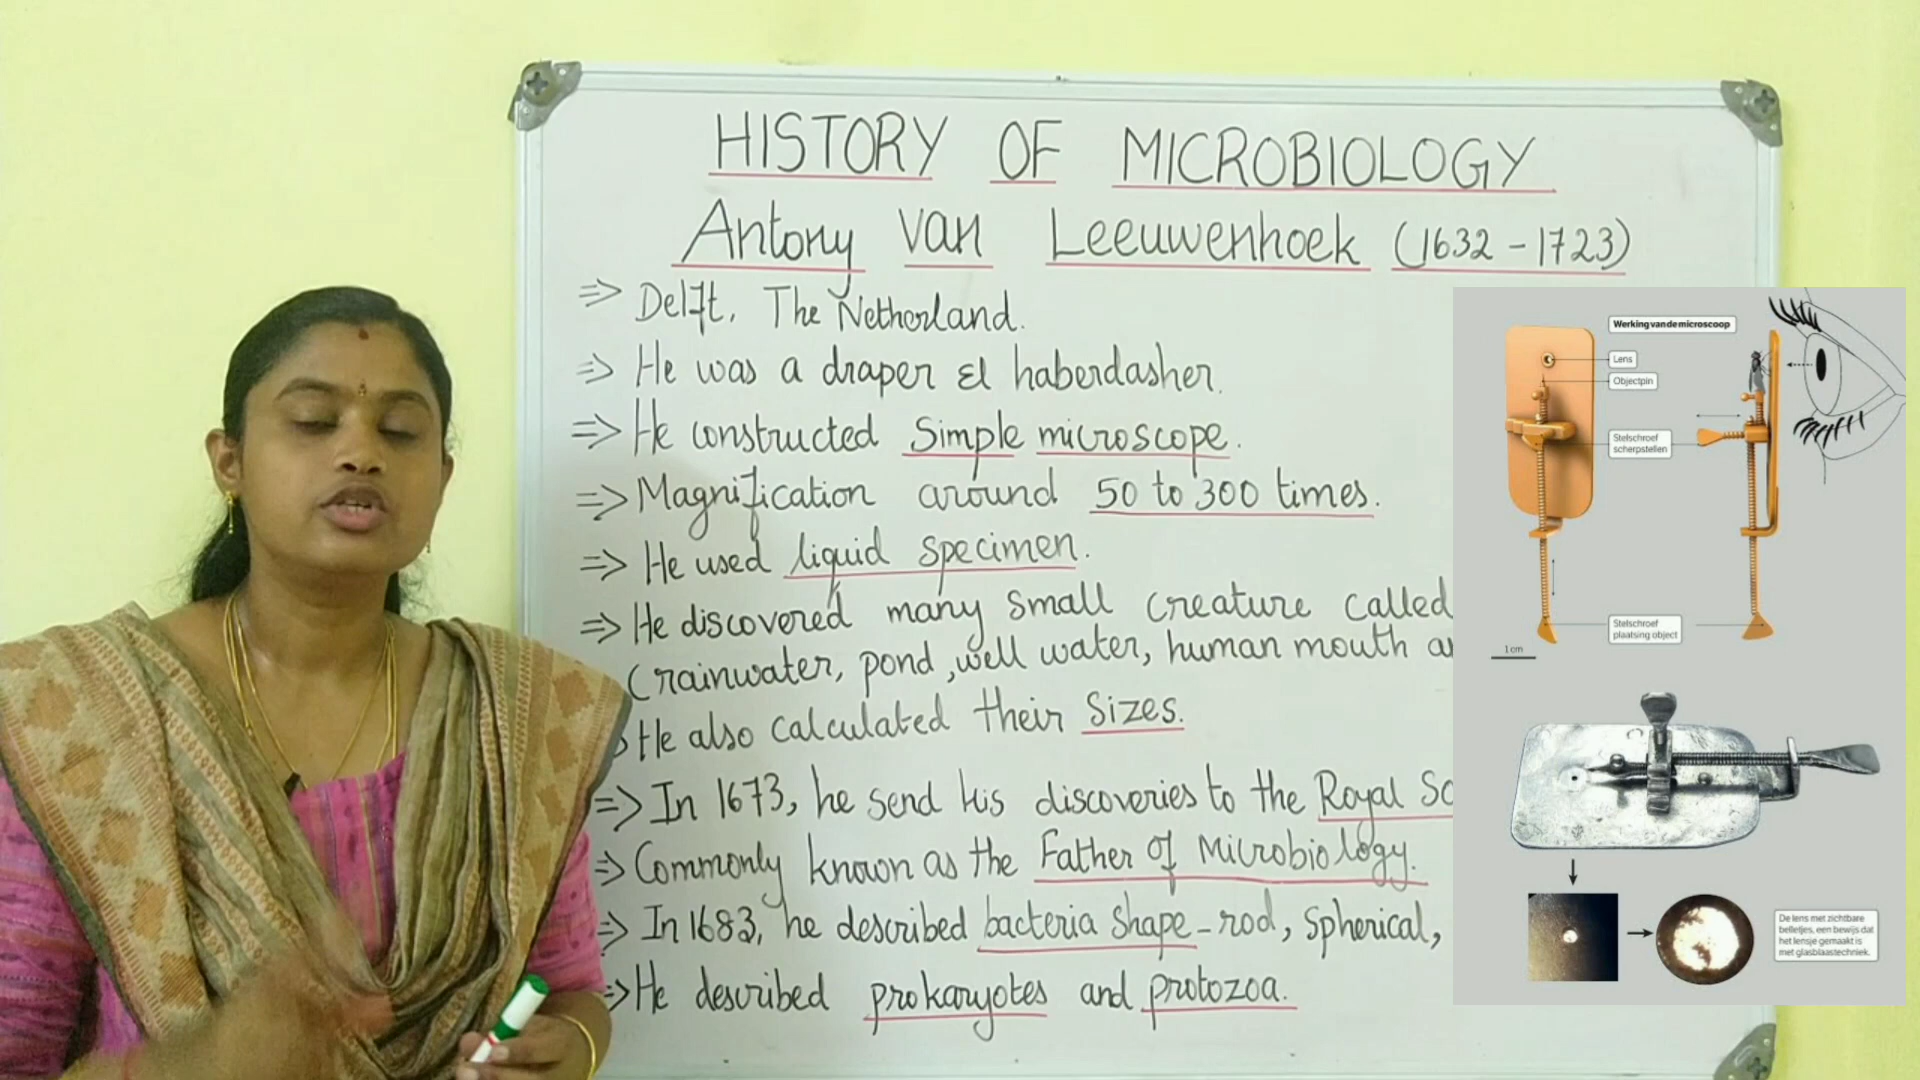 HISTORY OF MICROBIOLOGY
Antony van Leeuwenhoek (1632 - 1723)
=> Delft. The Netherland.
=> He was a draper & haberdasher.
=> He constructed Simple microscope.
=> Magnification around 50 to 300 times.
=> He used liquid specimen.
=> He discovered many small creature called
(rainwater, pond, well water, human mouth
He also calculated their sizes.
=> In 1673, he send his discoveries to the Royal
=> Commonly known as the Father of Microbiology.
=> In 1683, he described bacteria shape - rod, spherical,
=> He described prokaryotes and protozoa.
Werking van de microscoop
Lens
Objectpin
Stelschroef
scherpstellen
Stelschroef
plaatsing object
1 cm
De lens met zichtbare
belletjes, een bewijs dat
het lensje gemaakt is
met glasblaastechniek.